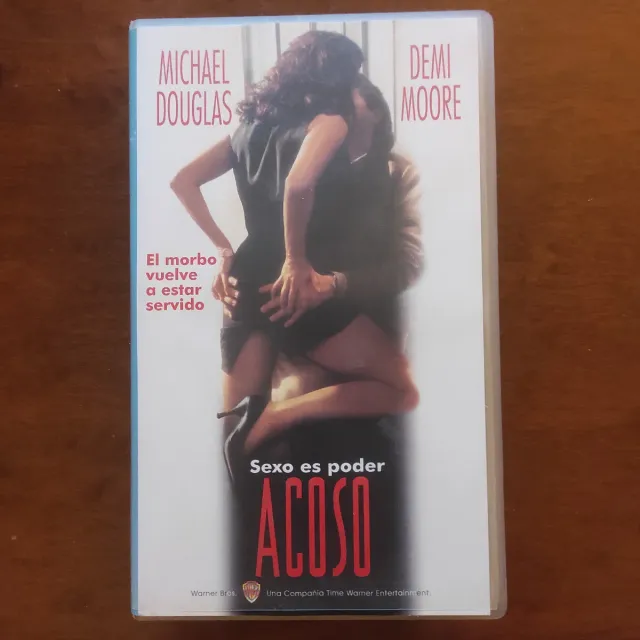 MICHAEL
DOUGLAS
DEMI
MOORE
El morbo
vuelve
a estar
servido
Sexo es poder
ACOSO
Warner Bros. Una Compañía Time Warner Entertainment